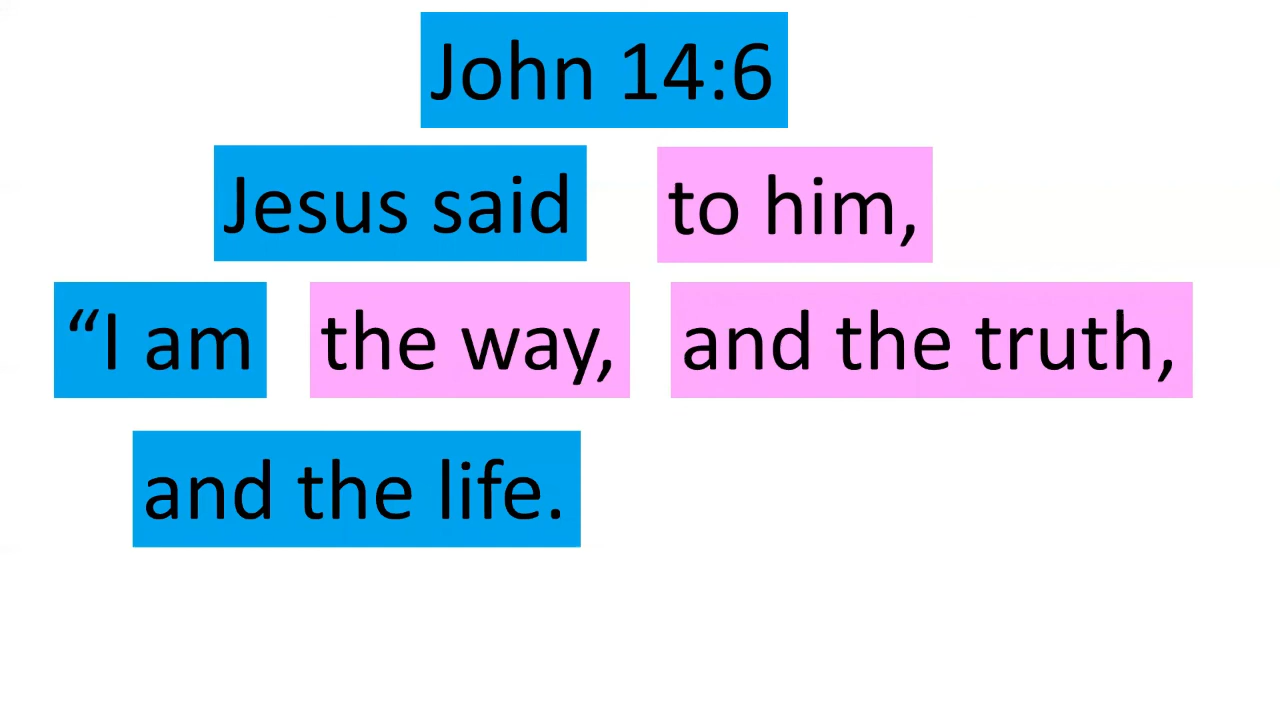 John 14:6
Jesus said to him,
“I am the way, and the truth,
and the life.